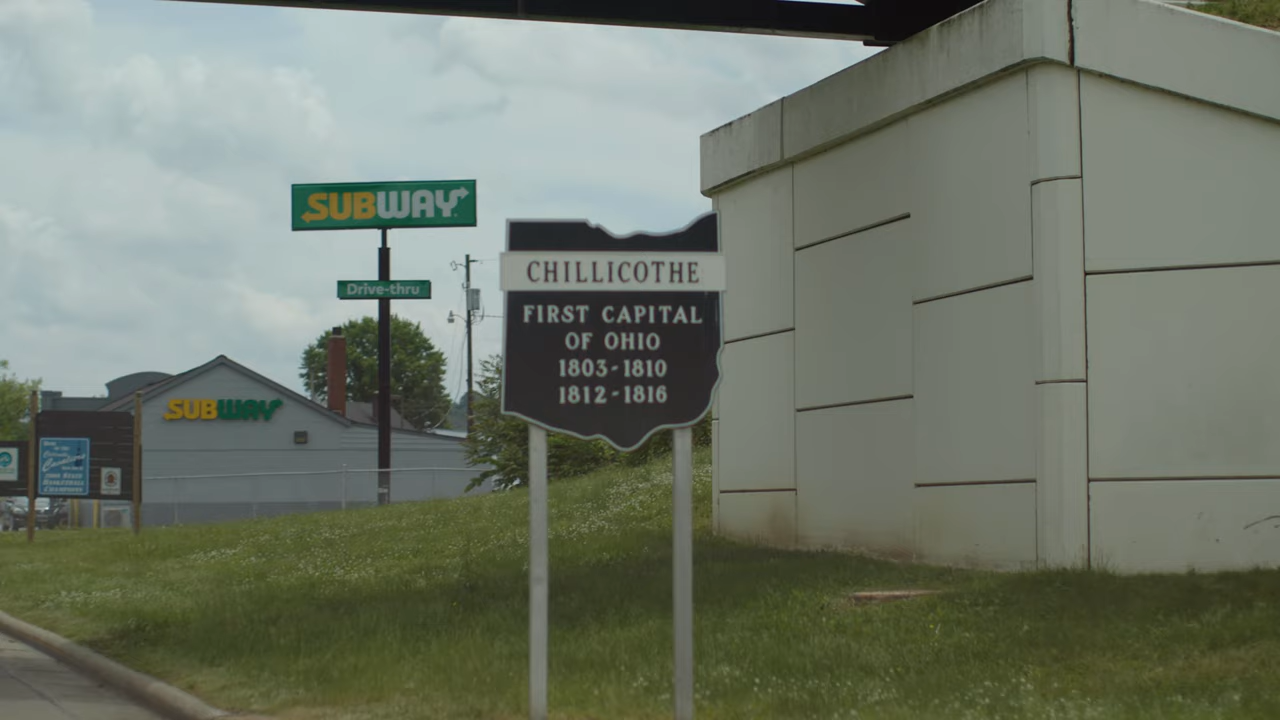 SUBWAY
Drive-thru
CHILLICOTHE
FIRST CAPITAL
OF OHIO
1803-1810
1812-1816
SUBWAY